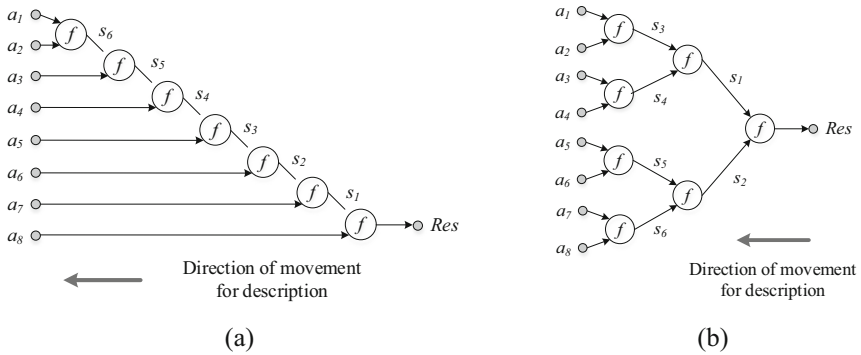 a1
a2
a3
a4
a5
a6
a7
a8
f
f
f
f
f
f
f
s6
s5
s4
s3
s2
s1
Res
Direction of movement
for description
(a)
a1
a2
a3
a4
a5
a6
a7
a8
f
f
f
f
f
f
f
s3
s4
s5
s6
s1
s2
Res
Direction of movement
for description
(b)